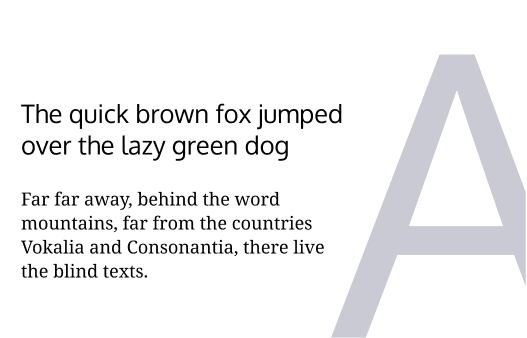 The quick brown fox jumped
over the lazy green dog
Far far away, behind the word
mountains, far from the countries
Vokalia and Consonantia, there live
the blind texts.
A